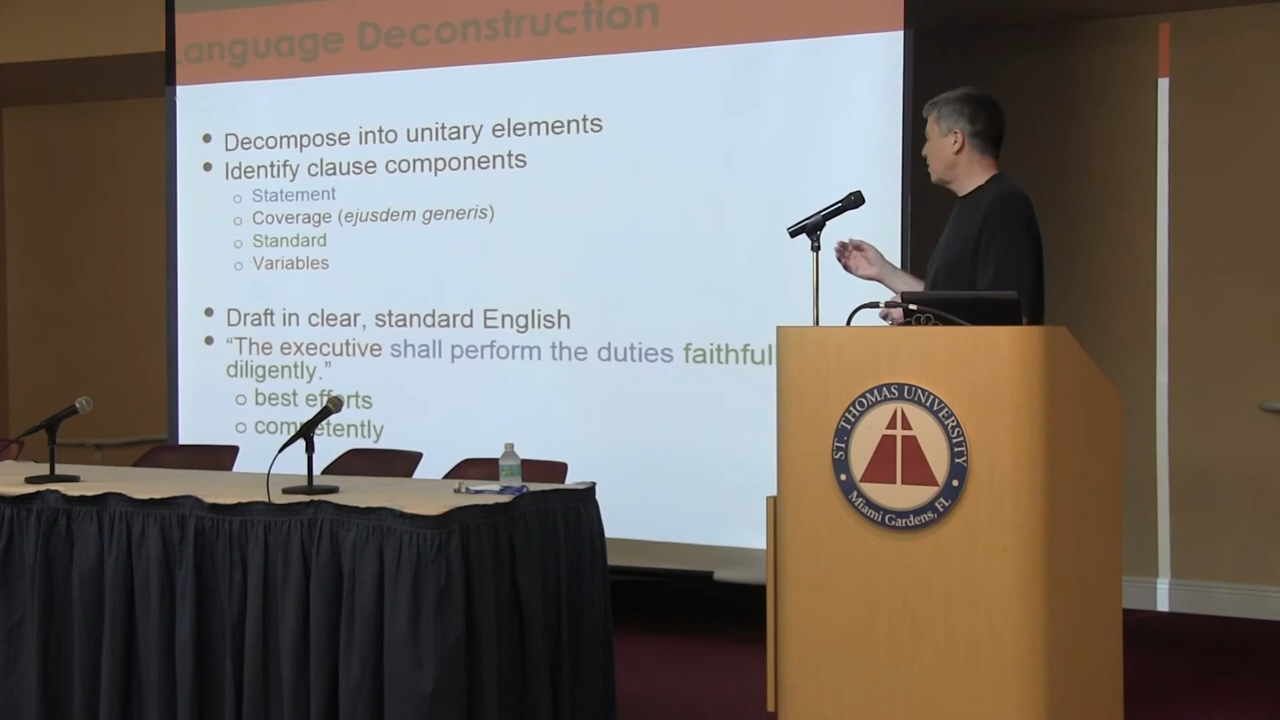 Language Deconstruction
Decompose into unitary elements
Identify clause components
Statement
Coverage (ejusdem generis)
Standard
Variables
Draft in clear, standard English
“The executive shall perform the duties faithful
diligently.”
best efforts
competently
ST. THOMAS UNIVERSITY
Miami Gardens, FL